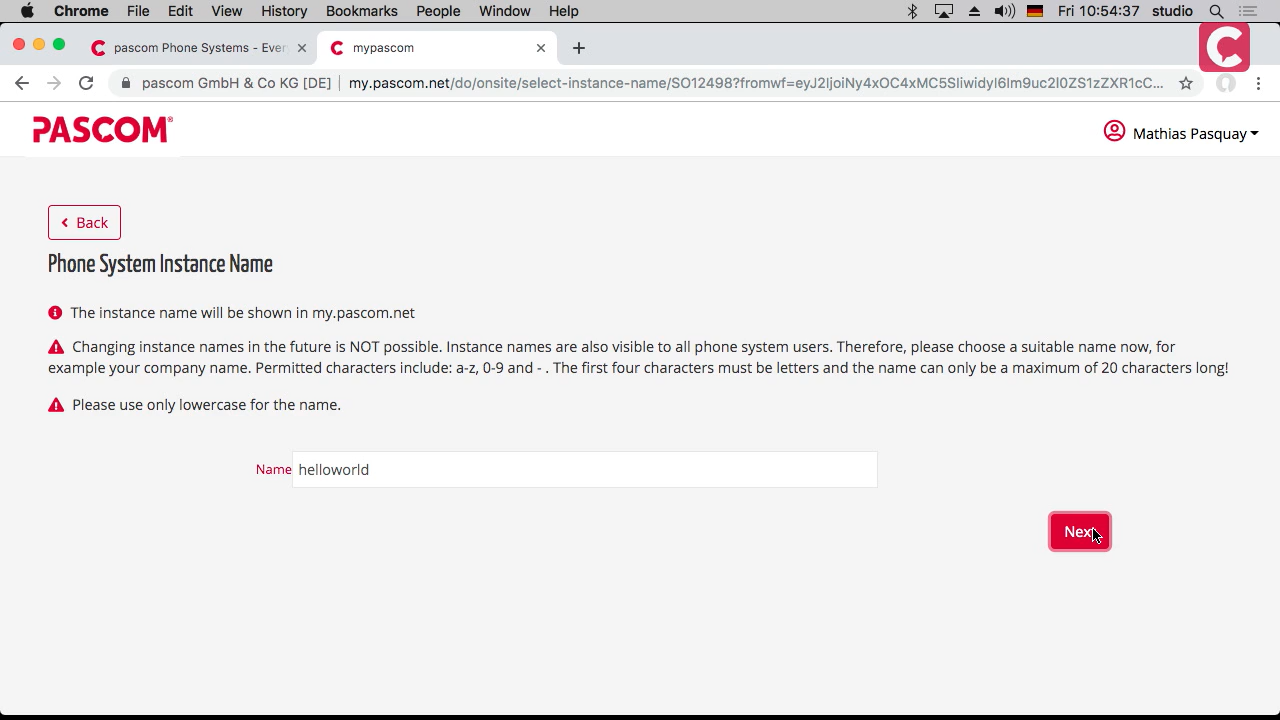 Chrome File Edit View History Bookmarks People Window Help Fri 10:54:37 studio
pascom Phone Systems - Ever mypascom
pascom GmbH & Co KG [DE] my.pascom.net/do/onsite/select-instance-name/SO12498?fromwf=eyJ2IjoiNy4xOC4xMC5SIiwidyI6Im9uc2l0ZS1zZXR1cC...
PASCOM®
Mathias Pasquay
Back
Phone System Instance Name
The instance name will be shown in my.pascom.net
Changing instance names in the future is NOT possible. Instance names are also visible to all phone system users. Therefore, please choose a suitable name now, for
example your company name. Permitted characters include: a-z, 0-9 and - . The first four characters must be letters and the name can only be a maximum of 20 characters long!
Please use only lowercase for the name.
Name helloworld
Next